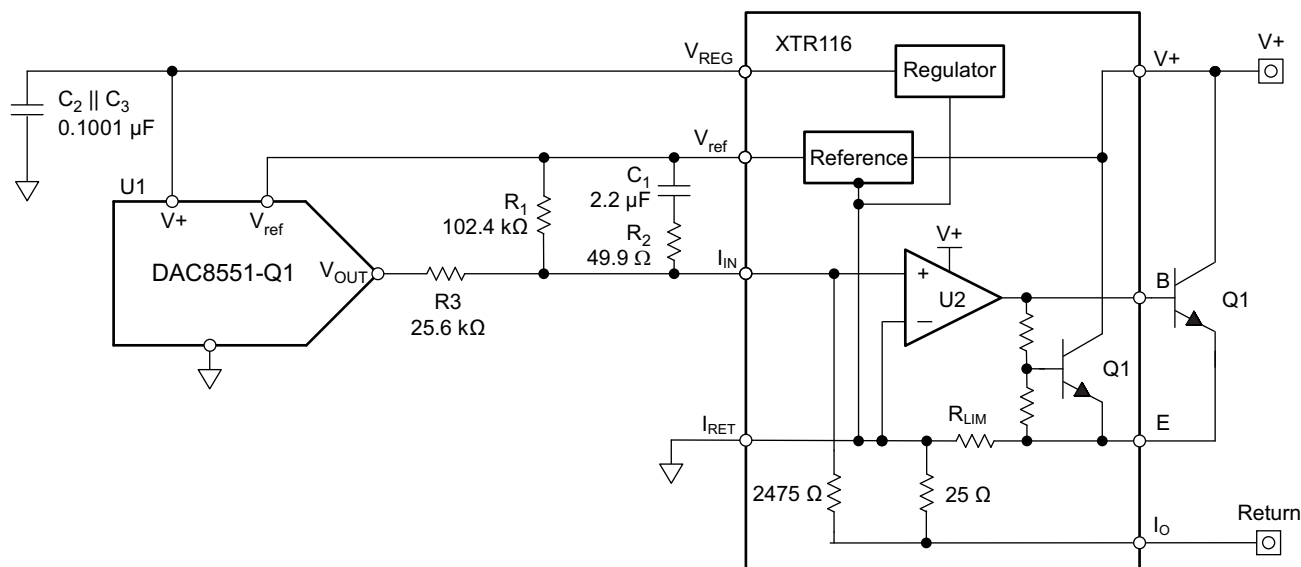 XTR116
V+
V+
V_REG
Regulator
C₂ || C₃
0.1001 µF
V_ref
Reference
U1
V+
V_ref
R₁
102.4 kΩ
C₁
2.2 µF
R₂
49.9 Ω
DAC8551-Q1
V_OUT
R3
25.6 kΩ
I_IN
V+
+
–
U2
B
Q1
Q1
R_LIM
I_RET
E
2475 Ω
25 Ω
I_O
Return